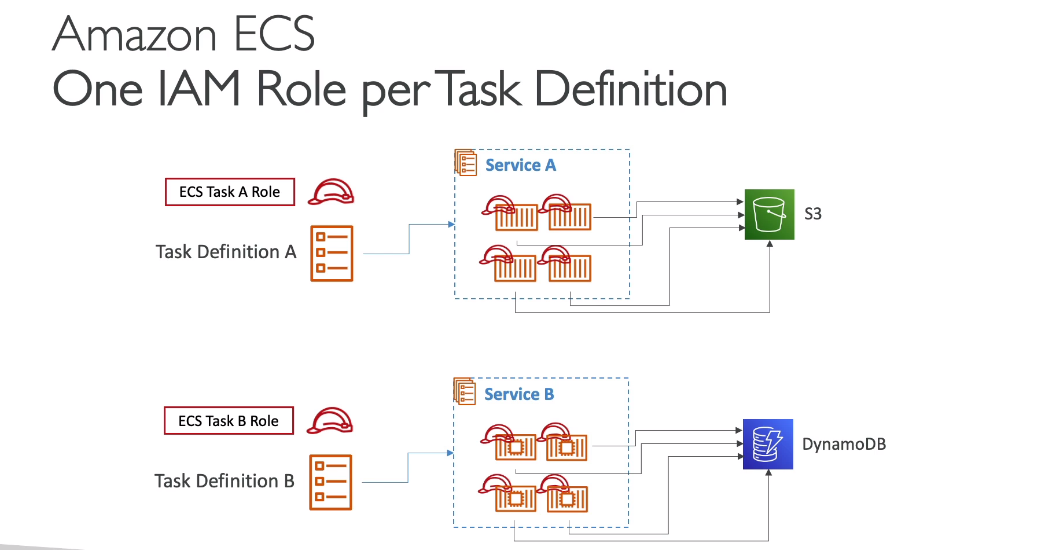 Amazon ECS
One IAM Role per Task Definition
Service A
ECS Task A Role
S3
Task Definition A
Service B
ECS Task B Role
DynamoDB
Task Definition B